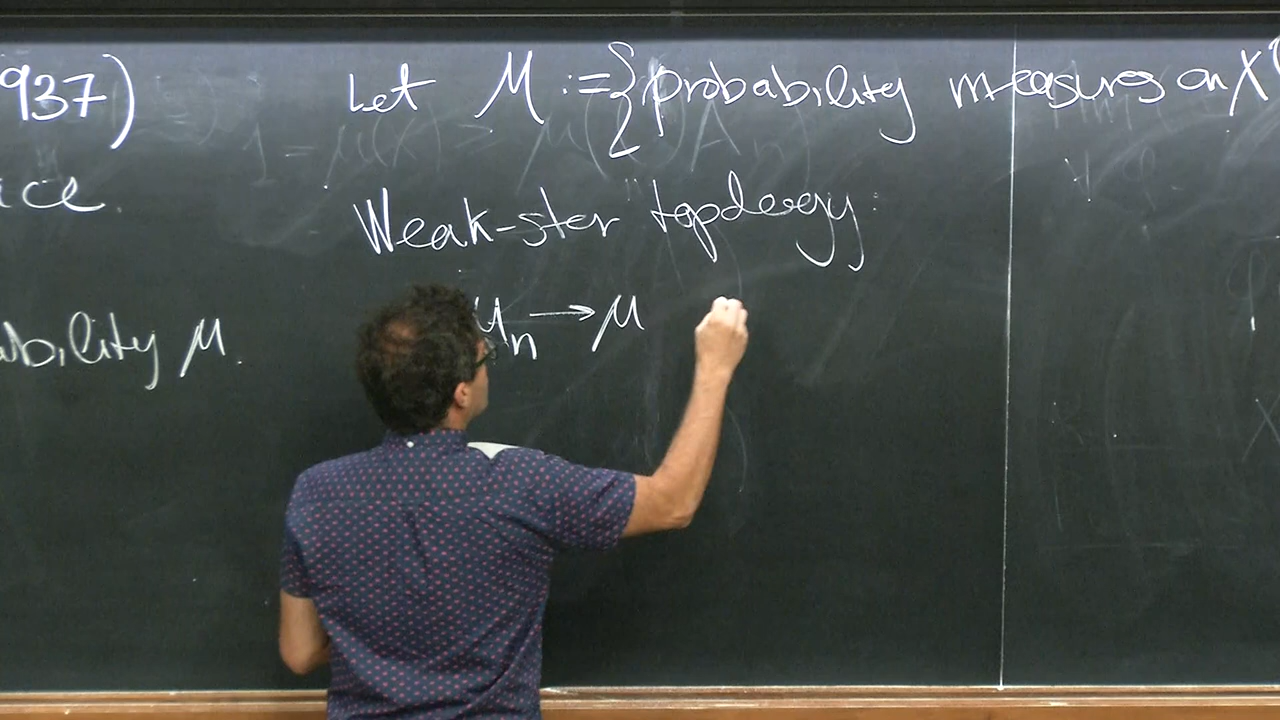 937)
ice.
ability μ.
Let M := {probability measures on X}
Weak-star topology:
μn → μ